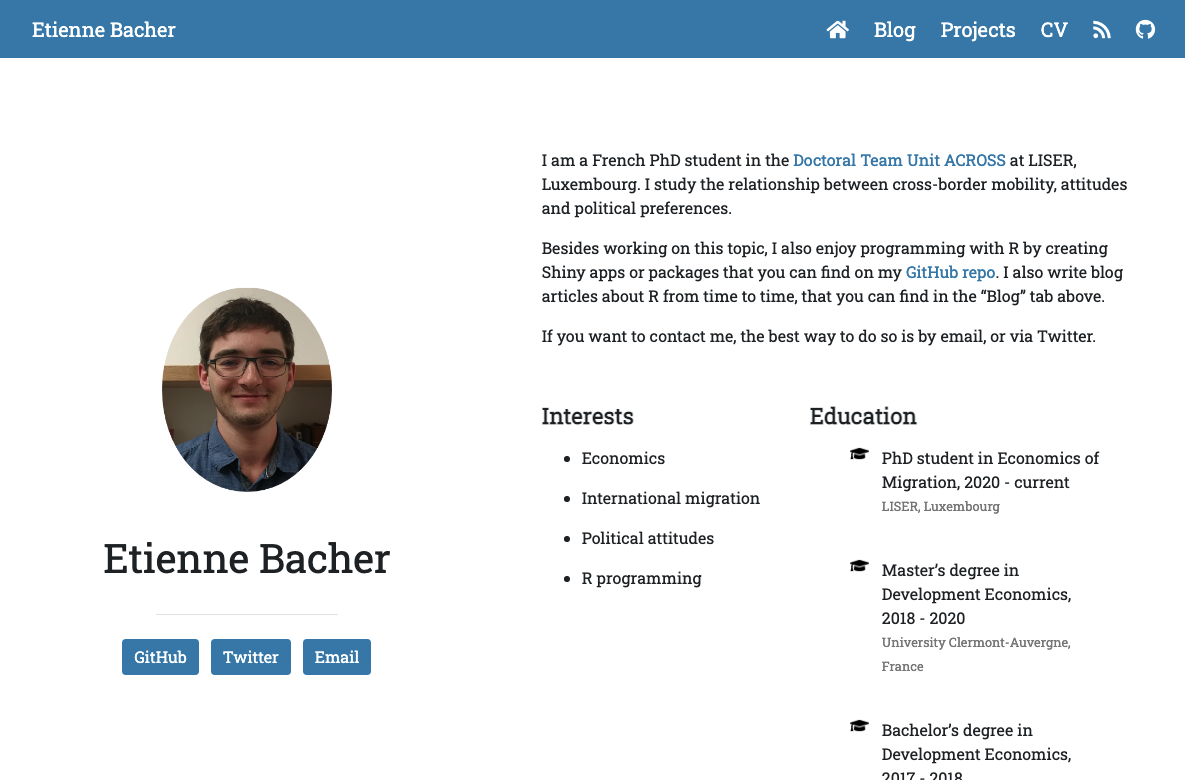 Etienne Bacher
Blog Projects CV
I am a French PhD student in the Doctoral Team Unit ACROSS at LISER,
Luxembourg. I study the relationship between cross-border mobility, attitudes
and political preferences.
Besides working on this topic, I also enjoy programming with R by creating
Shiny apps or packages that you can find on my GitHub repo. I also write blog
articles about R from time to time, that you can find in the “Blog” tab above.
If you want to contact me, the best way to do so is by email, or via Twitter.
Etienne Bacher
GitHub Twitter Email
Interests
Economics
International migration
Political attitudes
R programming
Education
PhD student in Economics of
Migration, 2020 - current
LISER, Luxembourg
Master’s degree in
Development Economics,
2018 - 2020
University Clermont-Auvergne,
France
Bachelor’s degree in
Development Economics,
2017 - 2018